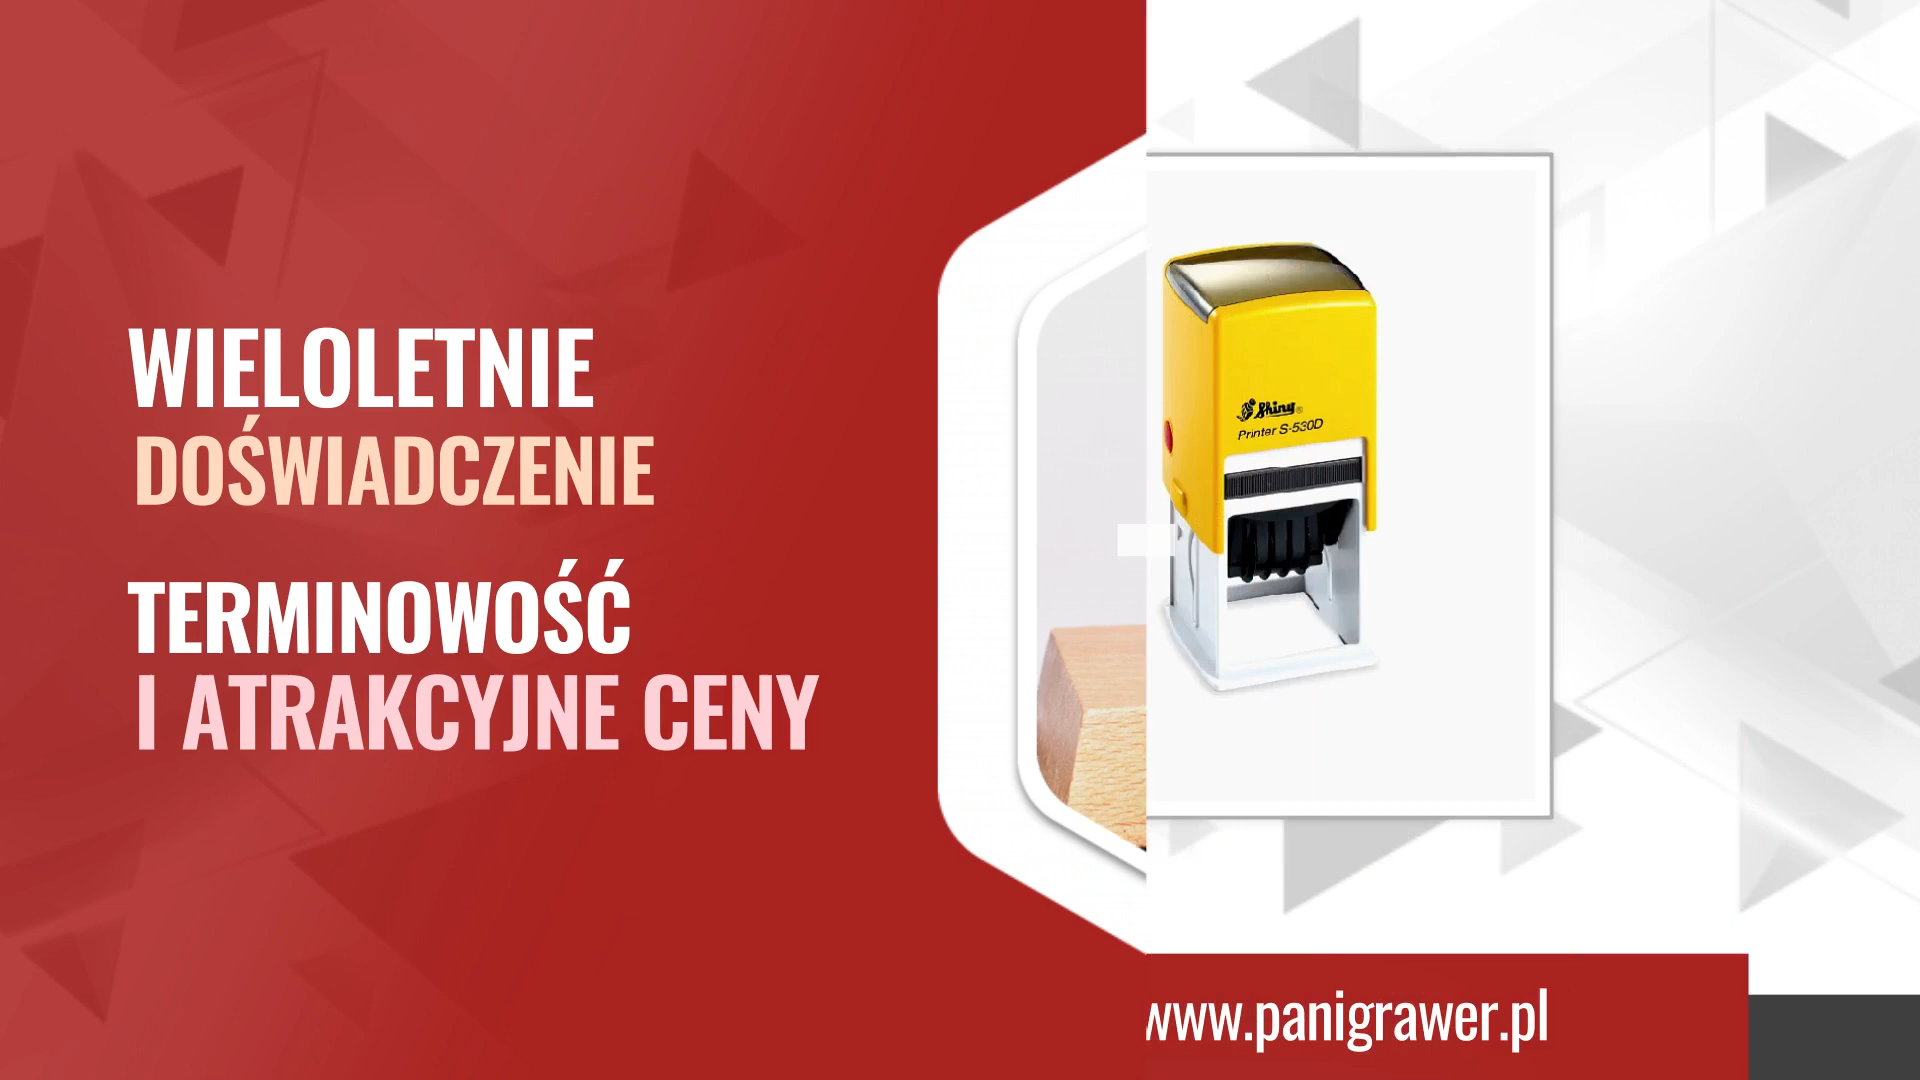 WIELOLETNIE
DOŚWIADCZENIE
TERMINOWOŚĆ
I ATRAKCYJNE CENY
Shiny®
Printer S-530D
www.panigrawer.pl